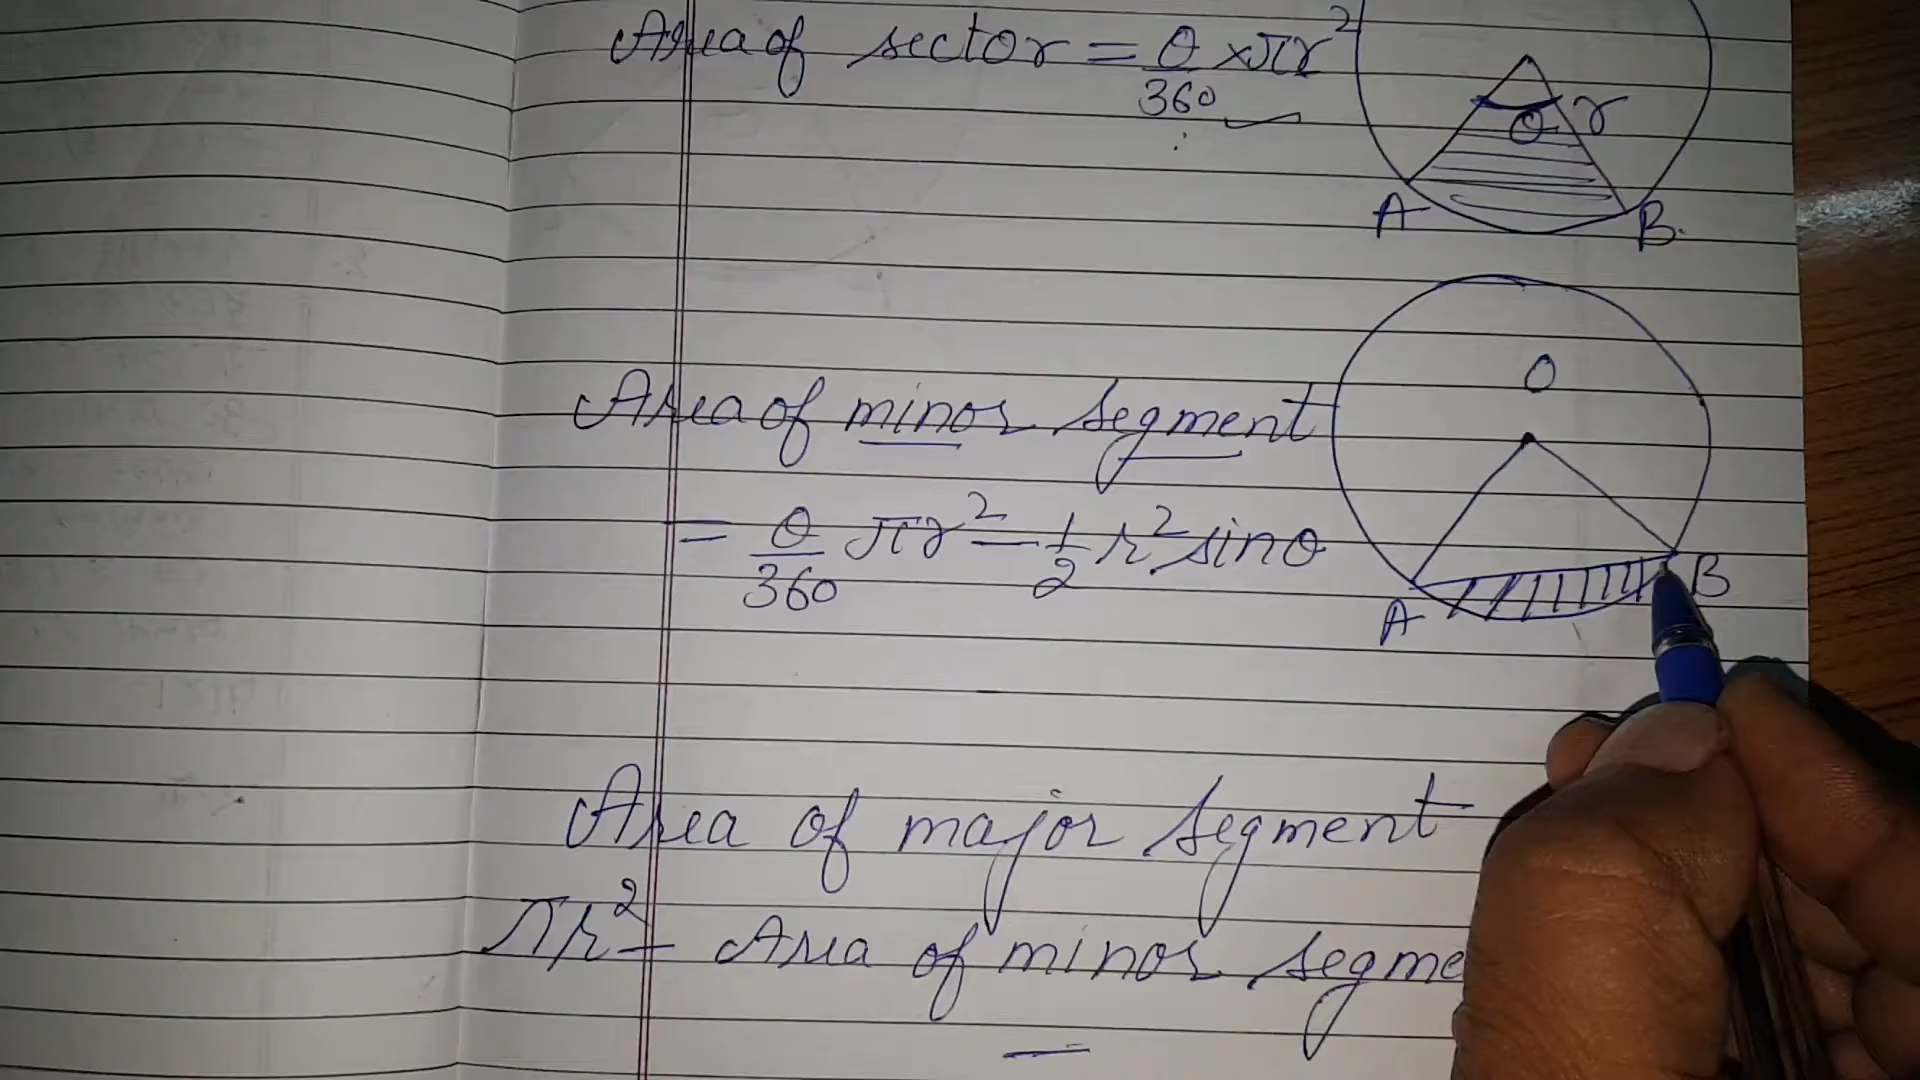 Area of sector = θ/360 × πr²
θ r
A B
O
Area of minor segment
= θ/360 πr² - 1/2 r² sinθ
A B
Area of major segment
πr² - Area of minor